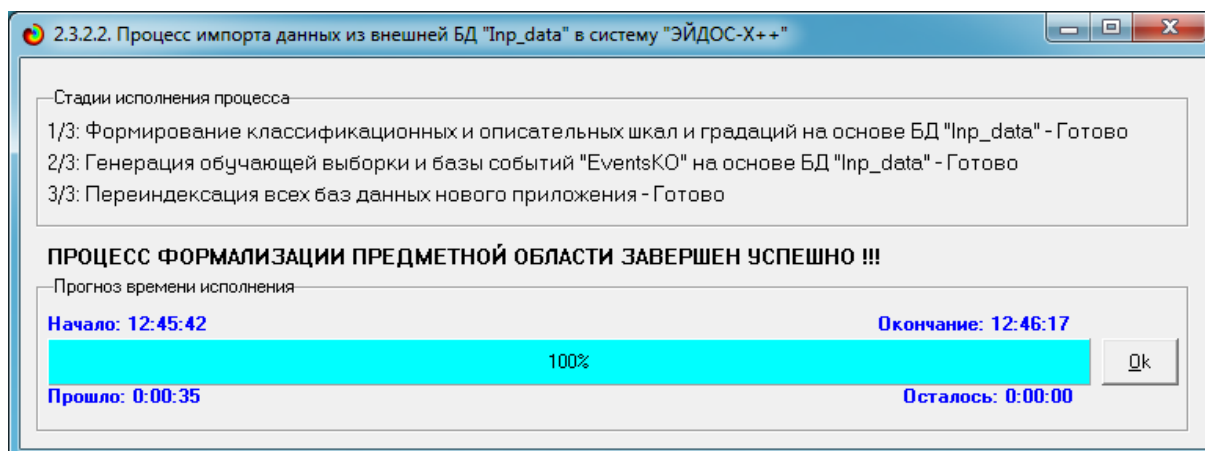 2.3.2.2. Процесс импорта данных из внешней БД "Inp_data" в систему "ЭЙДОС-X++"
Стадии исполнения процесса
1/3: Формирование классификационных и описательных шкал и градаций на основе БД "Inp_data" - Готово
2/3: Генерация обучающей выборки и базы событий "EventsKO" на основе БД "Inp_data" - Готово
3/3: Переиндексация всех баз данных нового приложения - Готово
ПРОЦЕСС ФОРМАЛИЗАЦИИ ПРЕДМЕТНОЙ ОБЛАСТИ ЗАВЕРШЕН УСПЕШНО !!!
Прогноз времени исполнения
Начало: 12:45:42 Окончание: 12:46:17
100% Ok
Прошло: 0:00:35 Осталось: 0:00:00